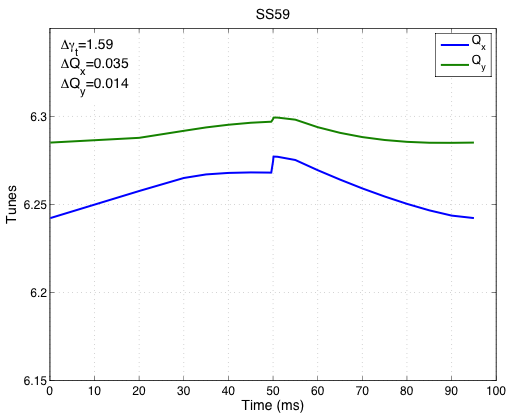 SS59
Δγt=1.59
ΔQx=0.035
ΔQy=0.014
Qx
Qy
6.3
6.25
6.2
6.15
Tunes
0 10 20 30 40 50 60 70 80 90 100
Time (ms)